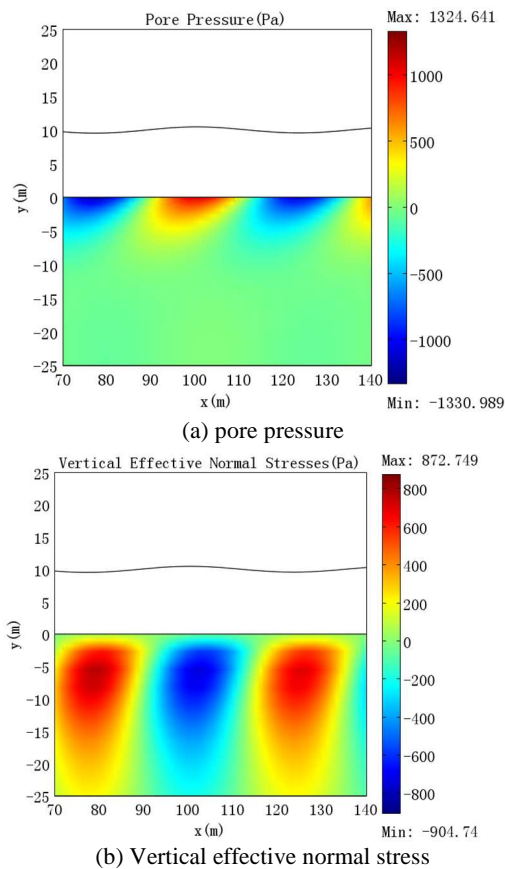 Pore Pressure(Pa)
Max: 1324.641
25
20
15
10
5
0
-5
-10
-15
-20
-25
y(m)
70 80 90 100 110 120 130 140
x(m)
1000
500
0
-500
-1000
Min: -1330.989
(a) pore pressure
Vertical Effective Normal Stresses(Pa)
Max: 872.749
25
20
15
10
5
0
-5
-10
-15
-20
-25
y(m)
70 80 90 100 110 120 130 140
x(m)
800
600
400
200
0
-200
-400
-600
-800
Min: -904.74
(b) Vertical effective normal stress